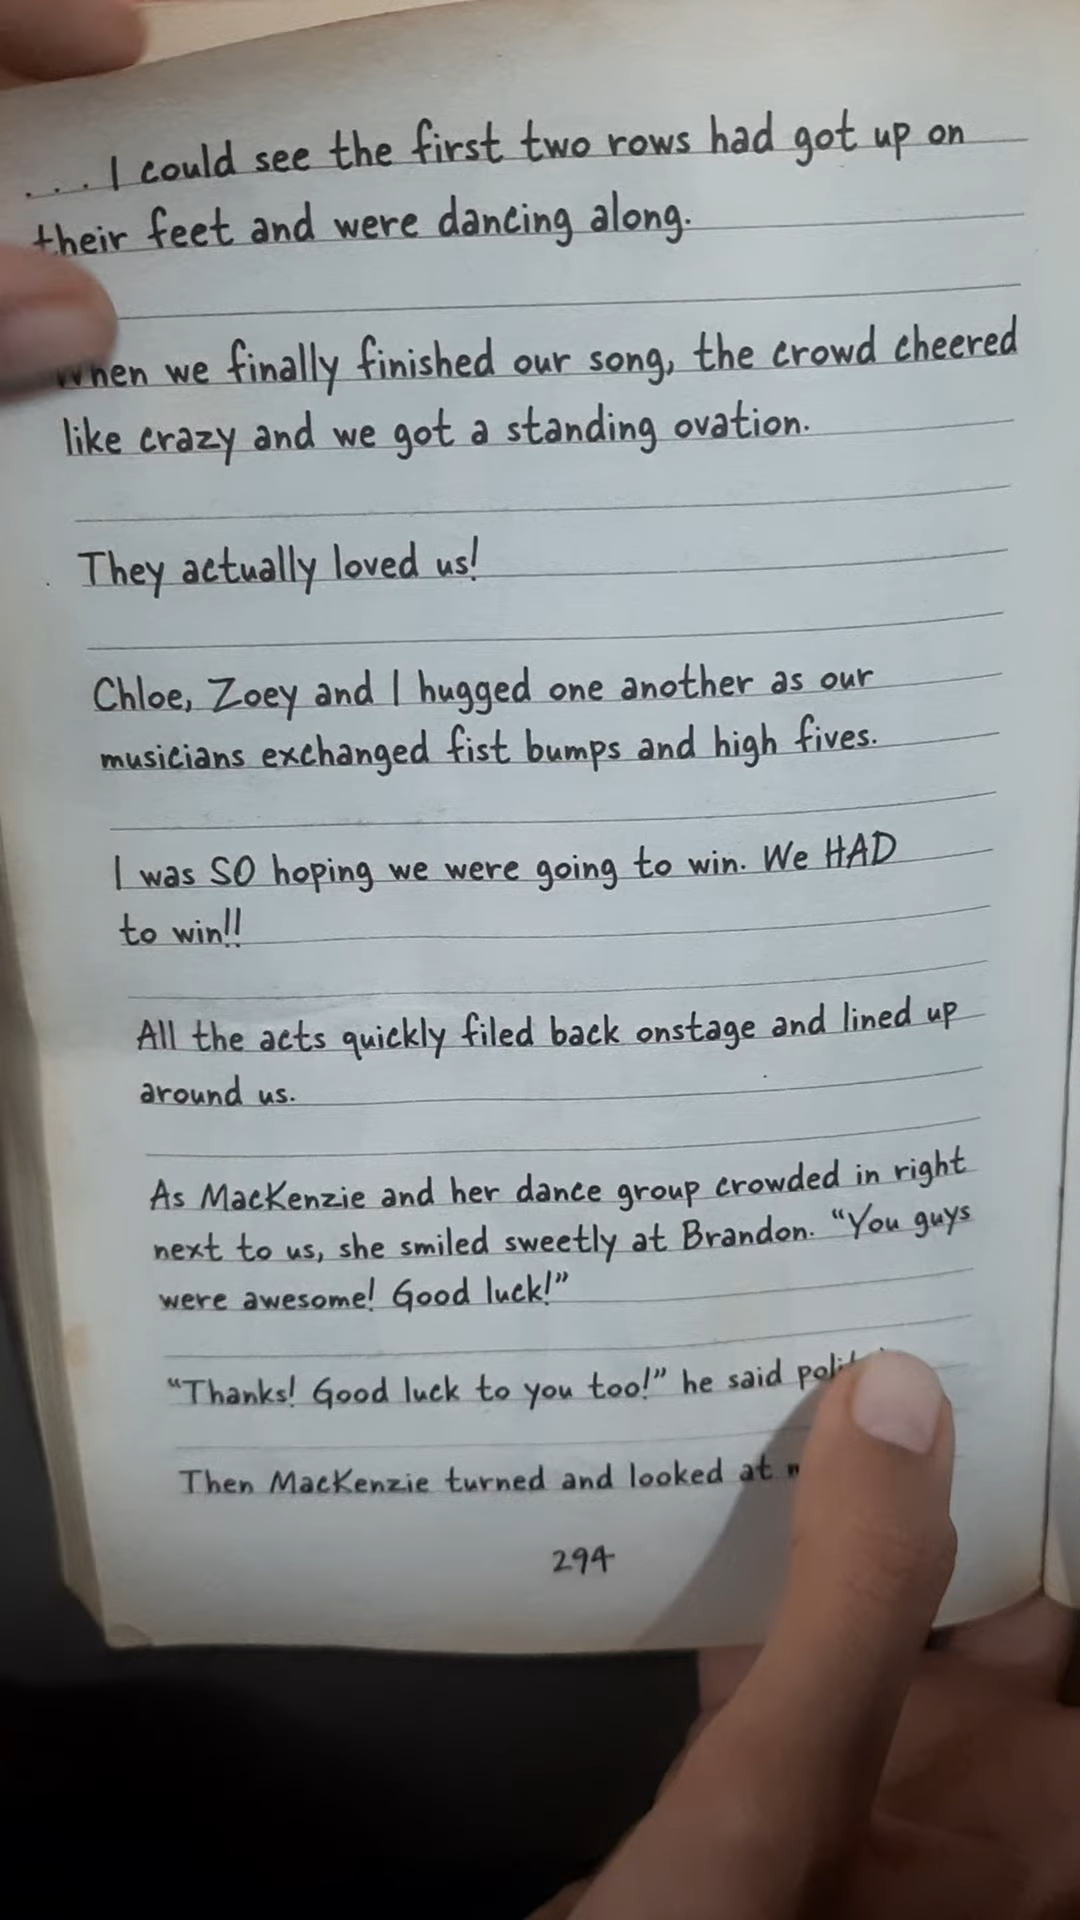 ... I could see the first two rows had got up on
their feet and were dancing along.
When we finally finished our song, the crowd cheered
like crazy and we got a standing ovation.
They actually loved us!
Chloe, Zoey and I hugged one another as our
musicians exchanged fist bumps and high fives.
I was SO hoping we were going to win. We HAD
to win!!
All the acts quickly filed back onstage and lined up
around us.
As MacKenzie and her dance group crowded in right
next to us, she smiled sweetly at Brandon. “You guys
were awesome! Good luck!”
“Thanks! Good luck to you too!” he said
Then MacKenzie turned and looked at
294